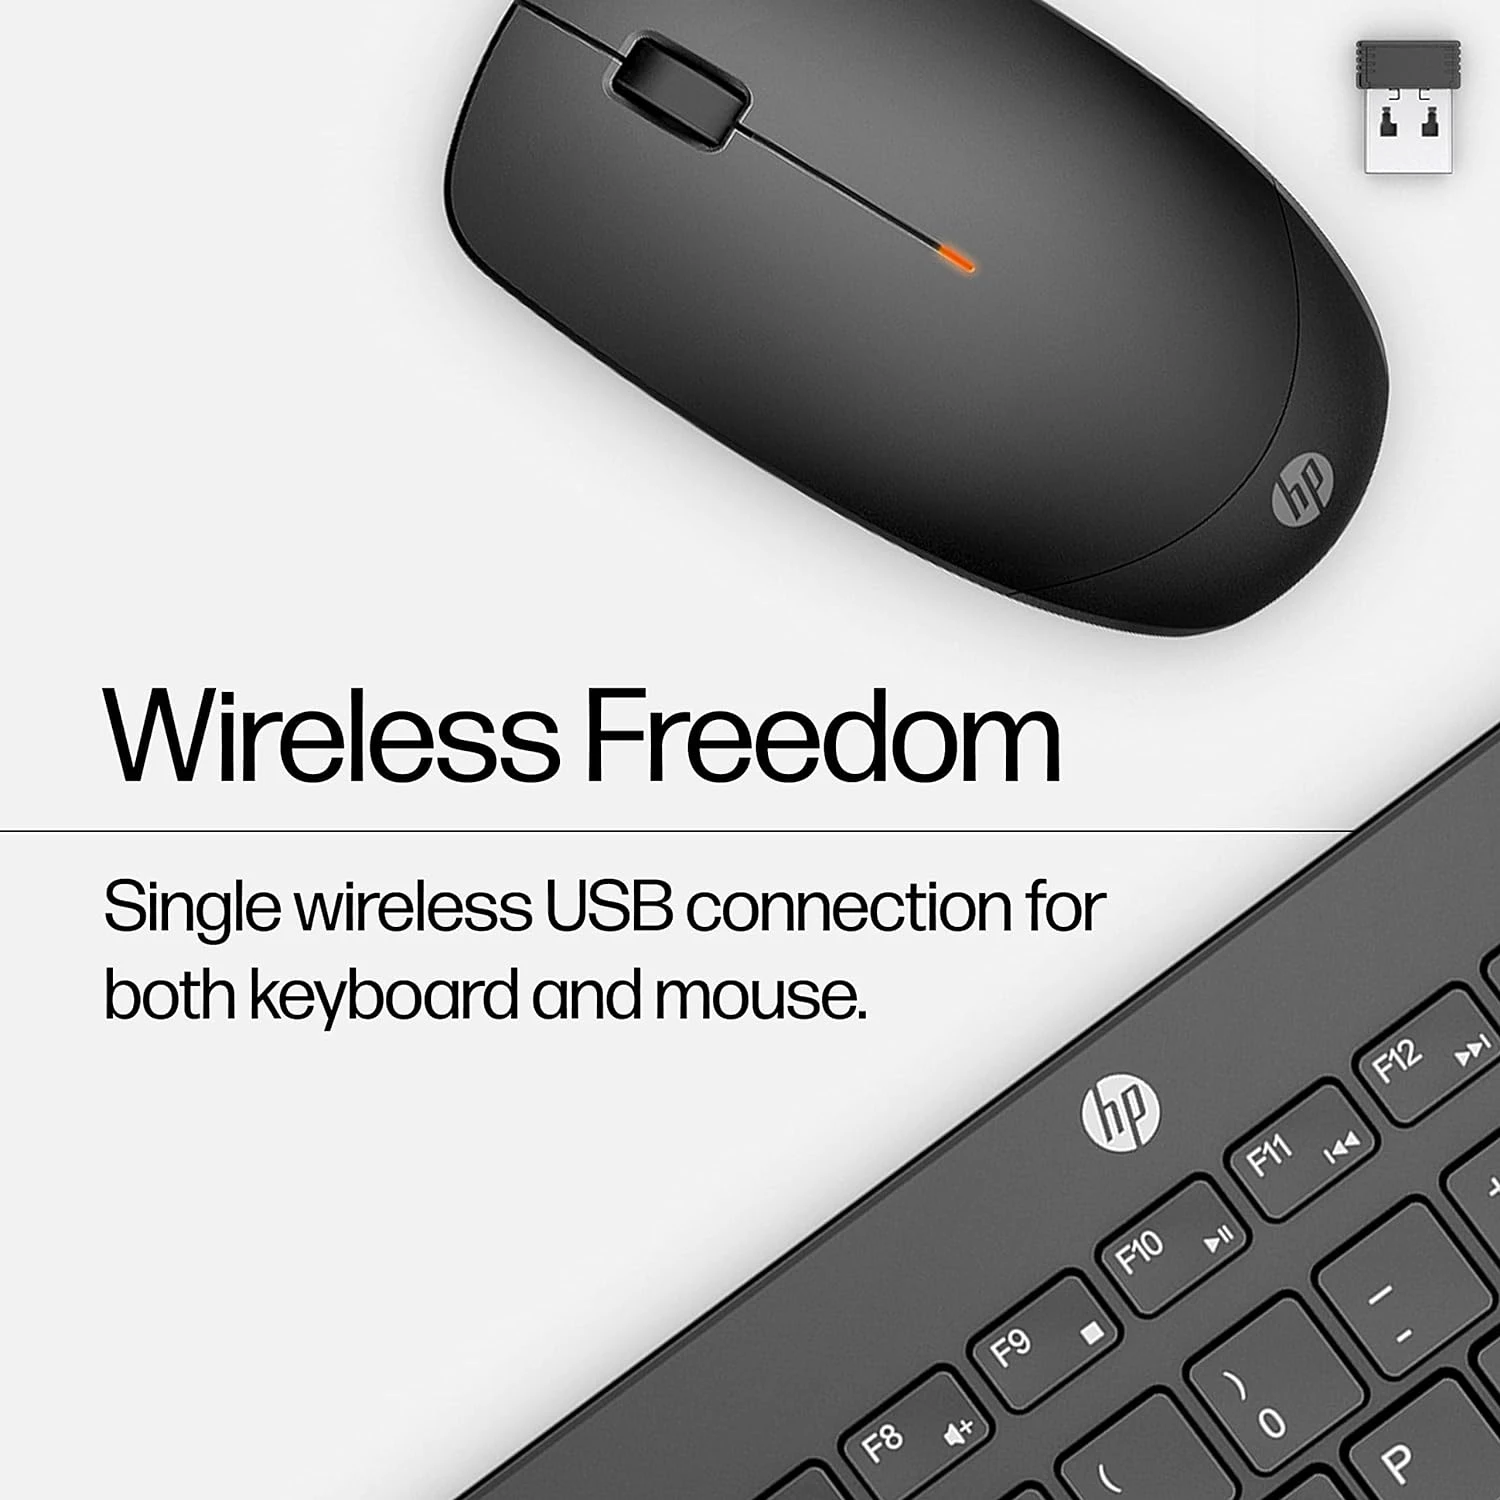 hp
Wireless Freedom
Single wireless USB connection for
both keyboard and mouse.
hp
F12
F11
F10
F9
F8
+
_
-
)
0
(
P